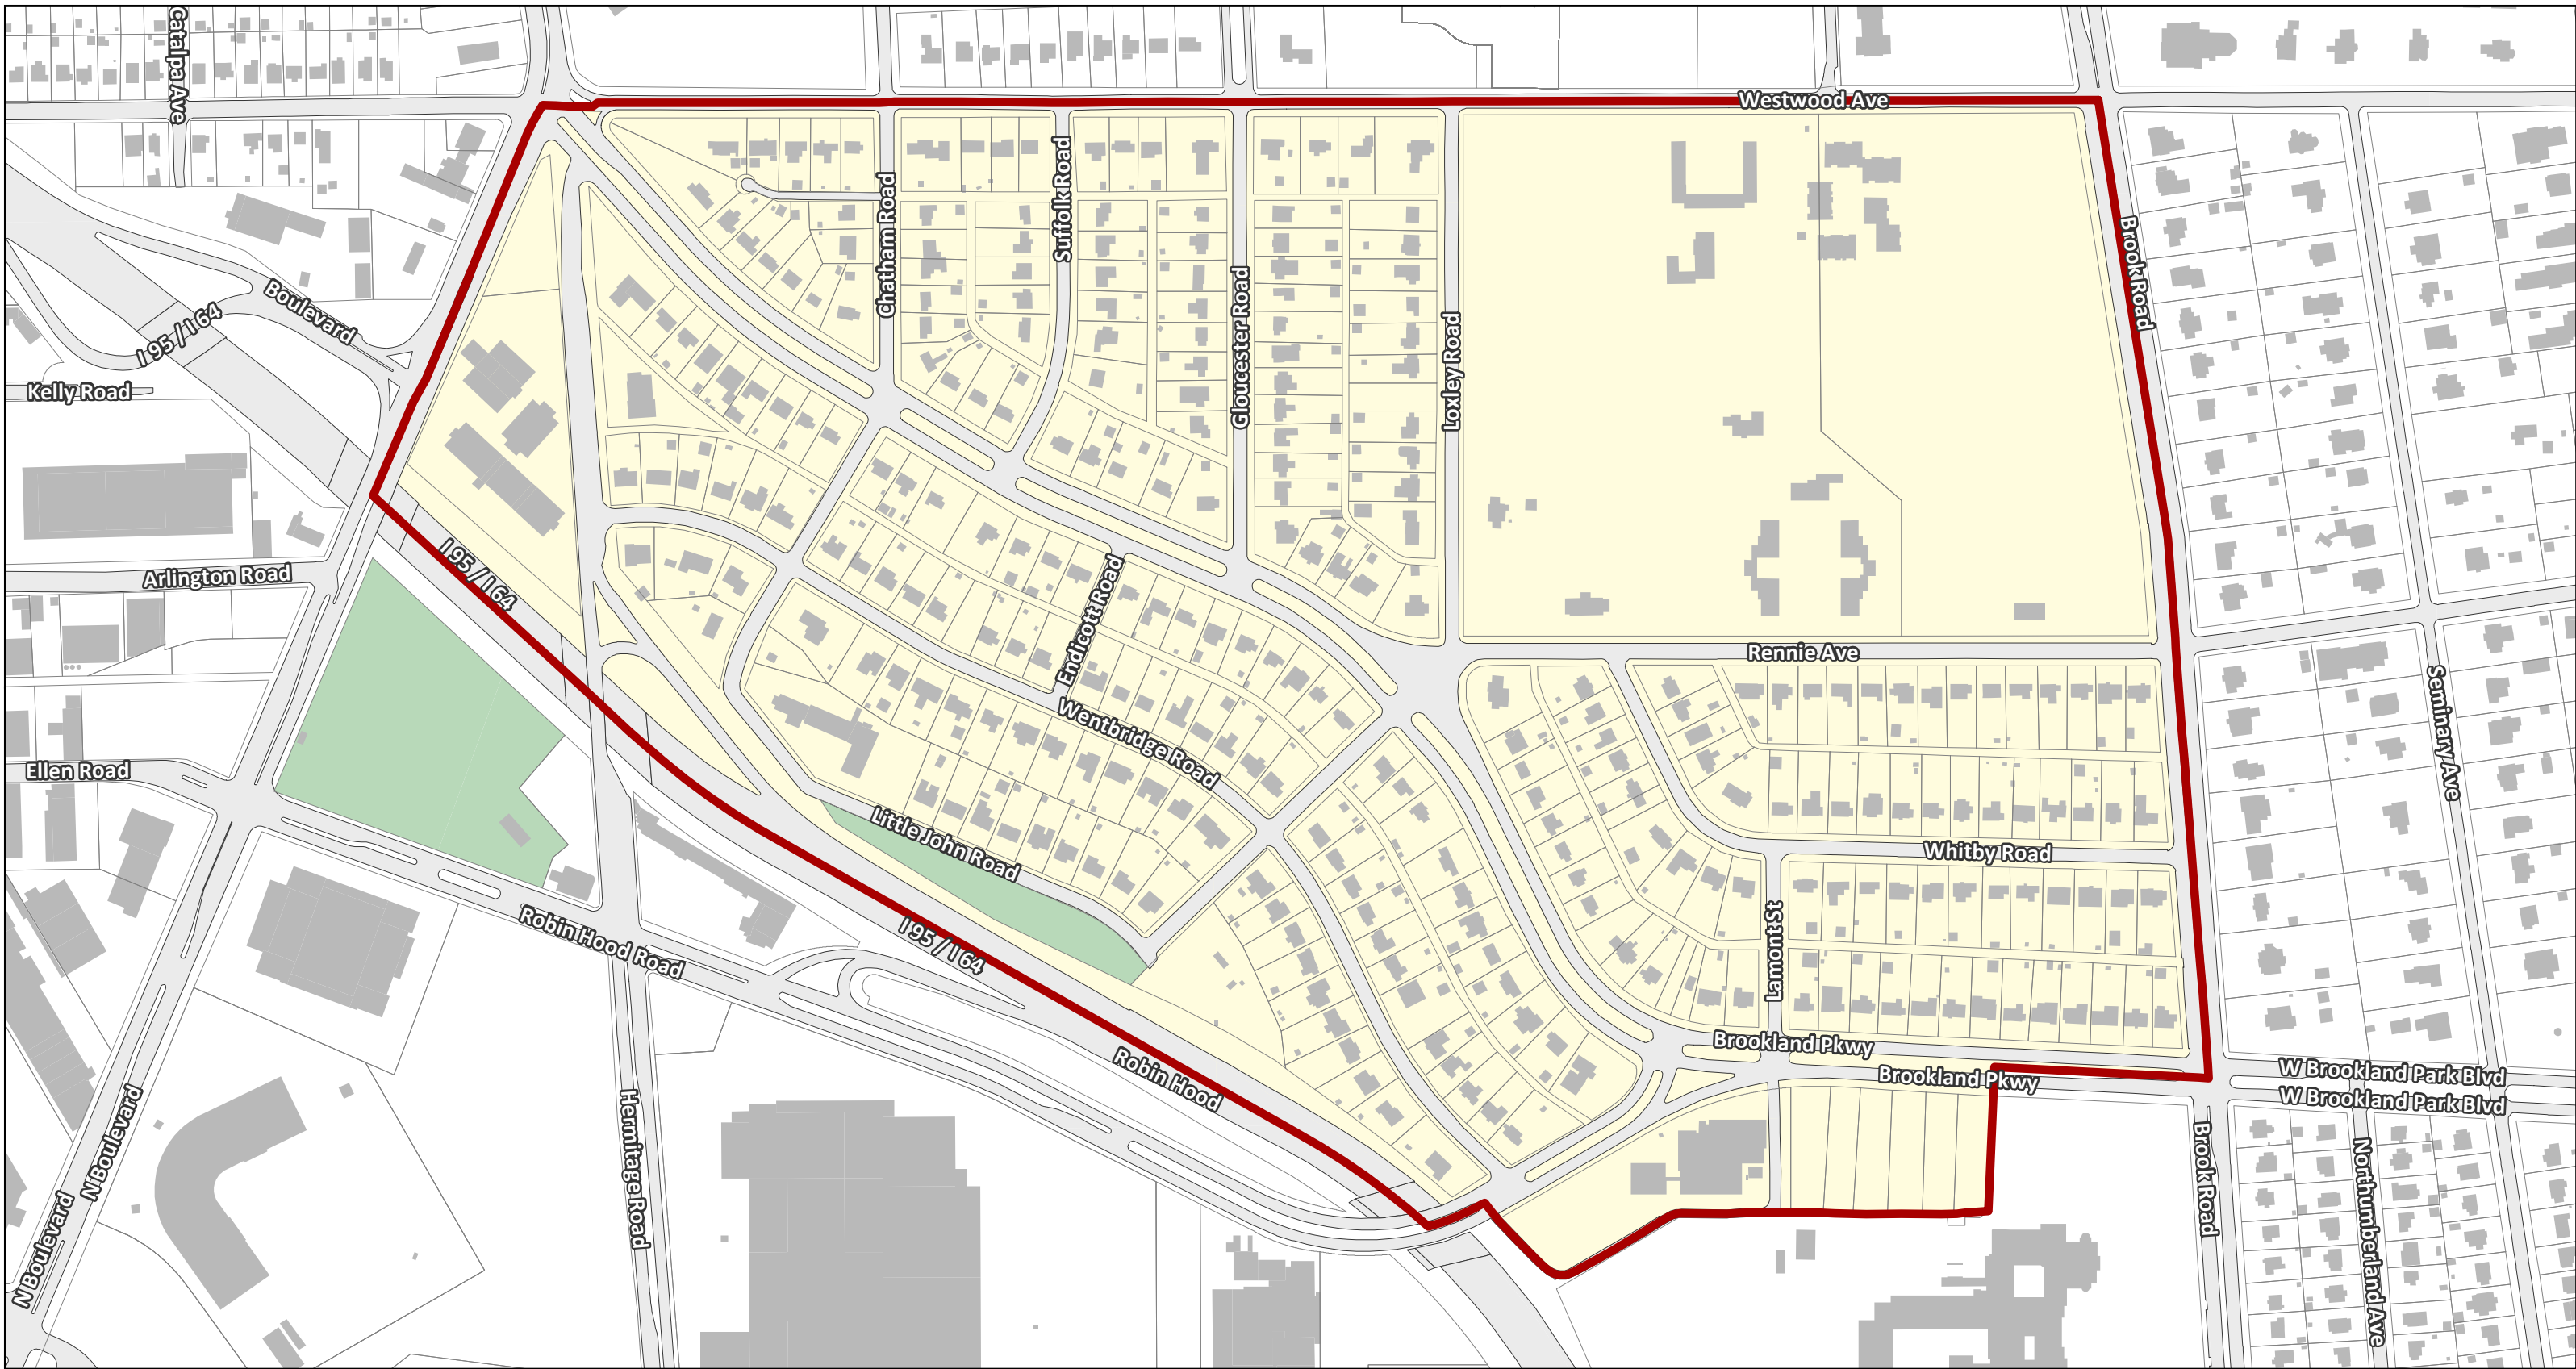 Catalpa Ave
Westwood Ave
Suffolk Road
Chatham Road
Brook Road
Gloucester Road
Boulevard
I 95 / I 64
Loxley Road
Kelly Road
Arlington Road
I 95 / I 64
Endicott Road
Rennie Ave
Wentbridge Road
Seminary Ave
Ellen Road
Little John Road
Whitby Road
Robin Hood Road
I 95 / I 64
Lamont St
Brookland Pkwy
Robin Hood
Brookland Pkwy
W Brookland Park Blvd
W Brookland Park Blvd
N Boulevard
Hermitage Road
Brook Road
Northumberland Ave
N Boulevard